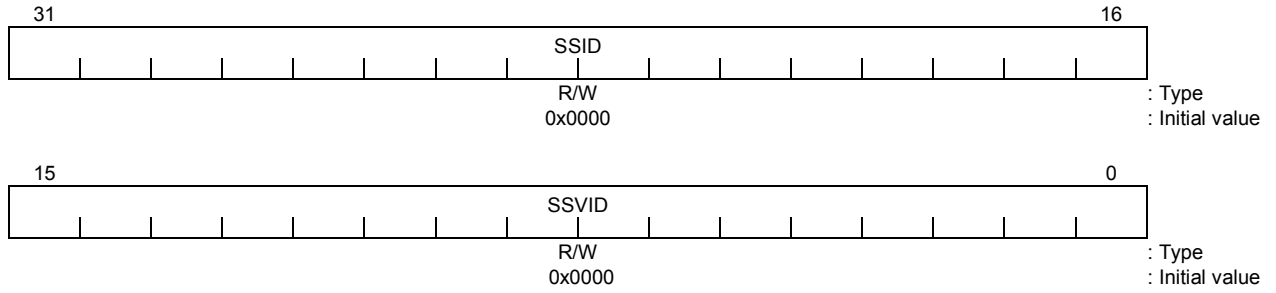 31 16
SSID
R/W : Type
0x0000 : Initial value
15 0
SSVID
R/W : Type
0x0000 : Initial value